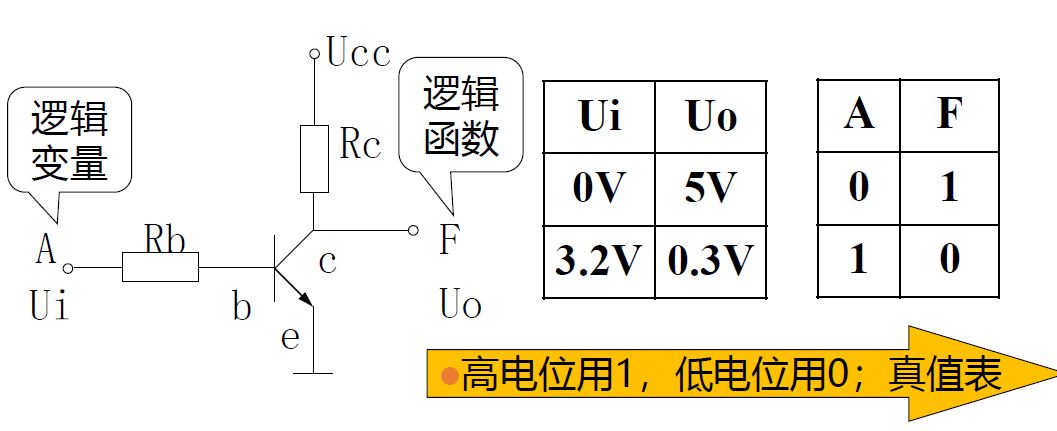 Ucc
逻辑
变量
逻辑
函数
Rc
A
Rb
F
Ui
b
c
Uo
e
Ui Uo
0V 5V
3.2V 0.3V
A F
0 1
1 0
高电位用1，低电位用0；真值表